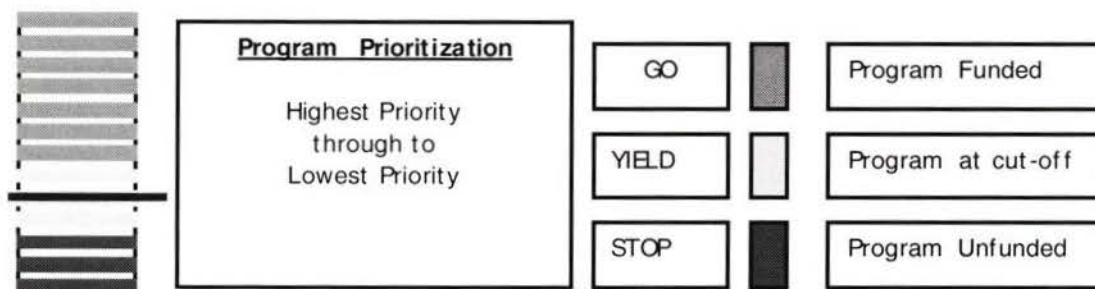 Program Prioritization
Highest Priority
through to
Lowest Priority
GO
Program Funded
YIELD
Program at cut-off
STOP
Program Unfunded